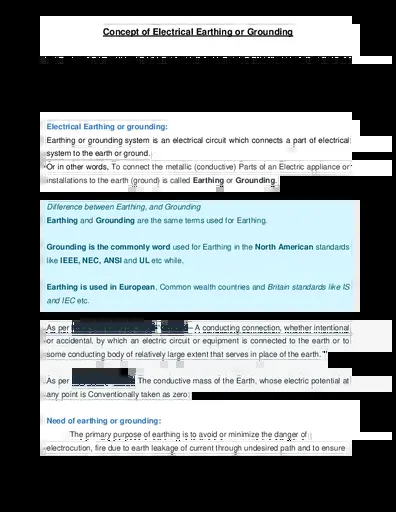 Concept of Electrical Earthing or Grounding
Electrical Earthing or grounding:
Earthing or grounding system is an electrical circuit which connects a part of electrical
system to the earth or ground.
Or in other words, To connect the metallic (conductive) Parts of an Electric appliance or
installations to the earth (ground) is called Earthing or Grounding.
Difference between Earthing, and Grounding
Earthing and Grounding are the same terms used for Earthing.
Grounding is the commonly word used for Earthing in the North American standards
like IEEE, NEC, ANSI and UL etc while,
Earthing is used in European, Common wealth countries and Britain standards like IS
and IEC etc.
As per A conducting connection, whether intentional
or accidental, by which an electric circuit or equipment is connected to the earth or to
some conducting body of relatively large extent that serves in place of the earth."
As per The conductive mass of the Earth, whose electric potential at
any point is Conventionally taken as zero.
Need of earthing or grounding:
The primary purpose of earthing is to avoid or minimize the danger of
electrocution, fire due to earth leakage of current through undesired path and to ensure